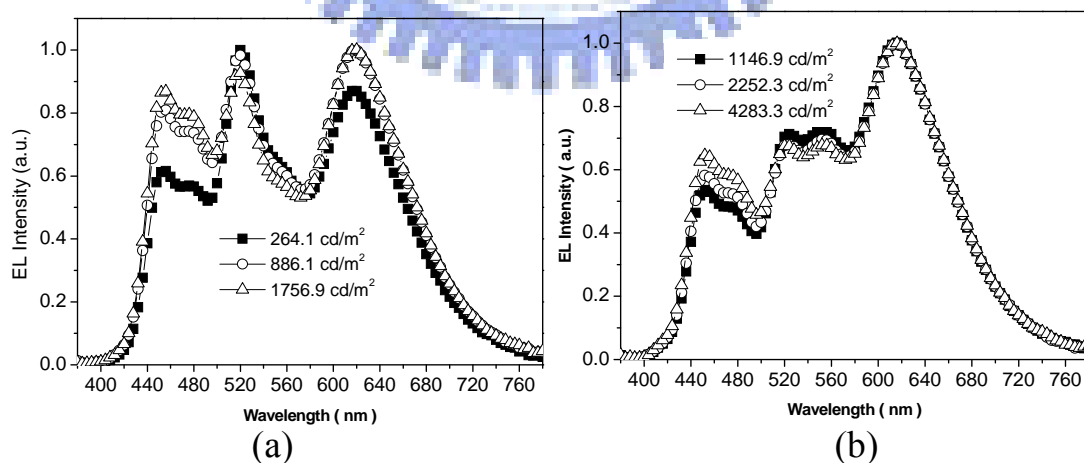 1.0
0.8
0.6
0.4
0.2
0.0
EL Intensity (a.u.)
264.1 cd/m²
886.1 cd/m²
1756.9 cd/m²
400 440 480 520 560 600 640 680 720 760
Wavelength ( nm )
(a)
1.0
0.8
0.6
0.4
0.2
0.0
EL Intensity ( a.u.)
1146.9 cd/m²
2252.3 cd/m²
4283.3 cd/m²
400 440 480 520 560 600 640 680 720 760
Wavelength ( nm )
(b)